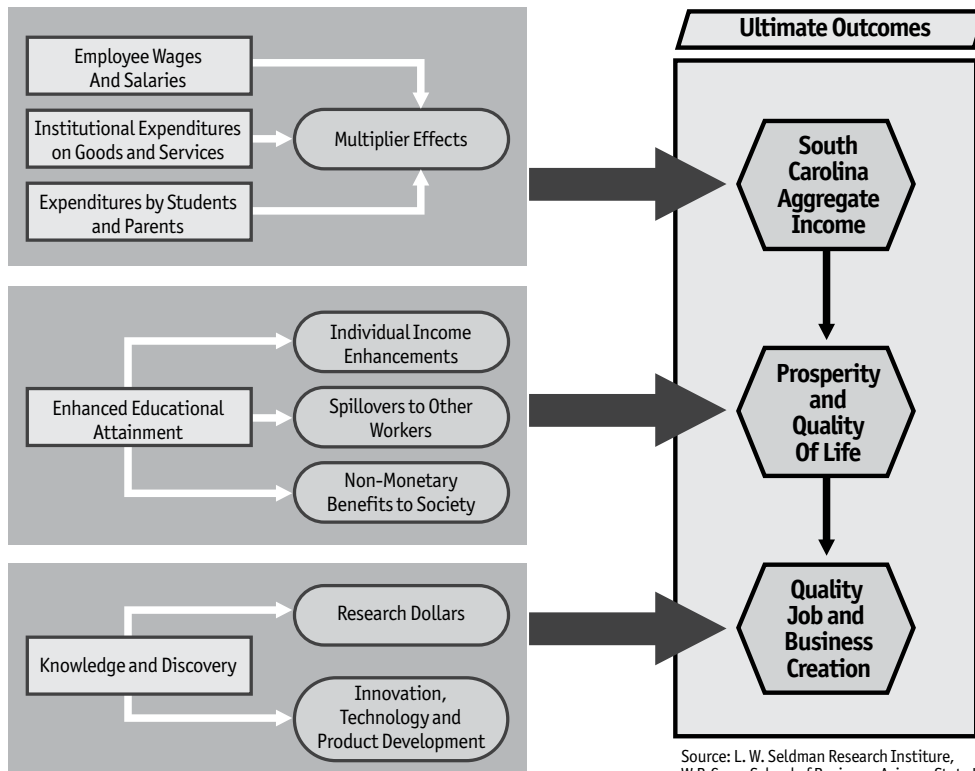 Employee Wages
And Salaries
Institutional Expenditures
on Goods and Services
Expenditures by Students
and Parents
Multiplier Effects
Enhanced Educational
Attainment
Individual Income
Enhancements
Spillovers to Other
Workers
Non-Monetary
Benefits to Society
Knowledge and Discovery
Research Dollars
Innovation,
Technology and
Product Development
Ultimate Outcomes
South
Carolina
Aggregate
Income
Prosperity
and
Quality
Of Life
Quality
Job and
Business
Creation
Source: L. W. Seldman Research Institure,